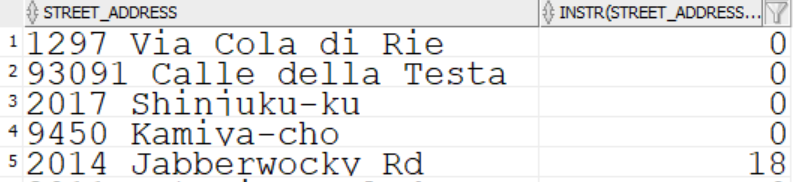 STREET_ADDRESS INSTR(STREET_ADDRESS...
1 1297 Via Cola di Rie 0
2 93091 Calle della Testa 0
3 2017 Shinjuku-ku 0
4 9450 Kamiya-cho 0
5 2014 Jabberwocky Rd 18